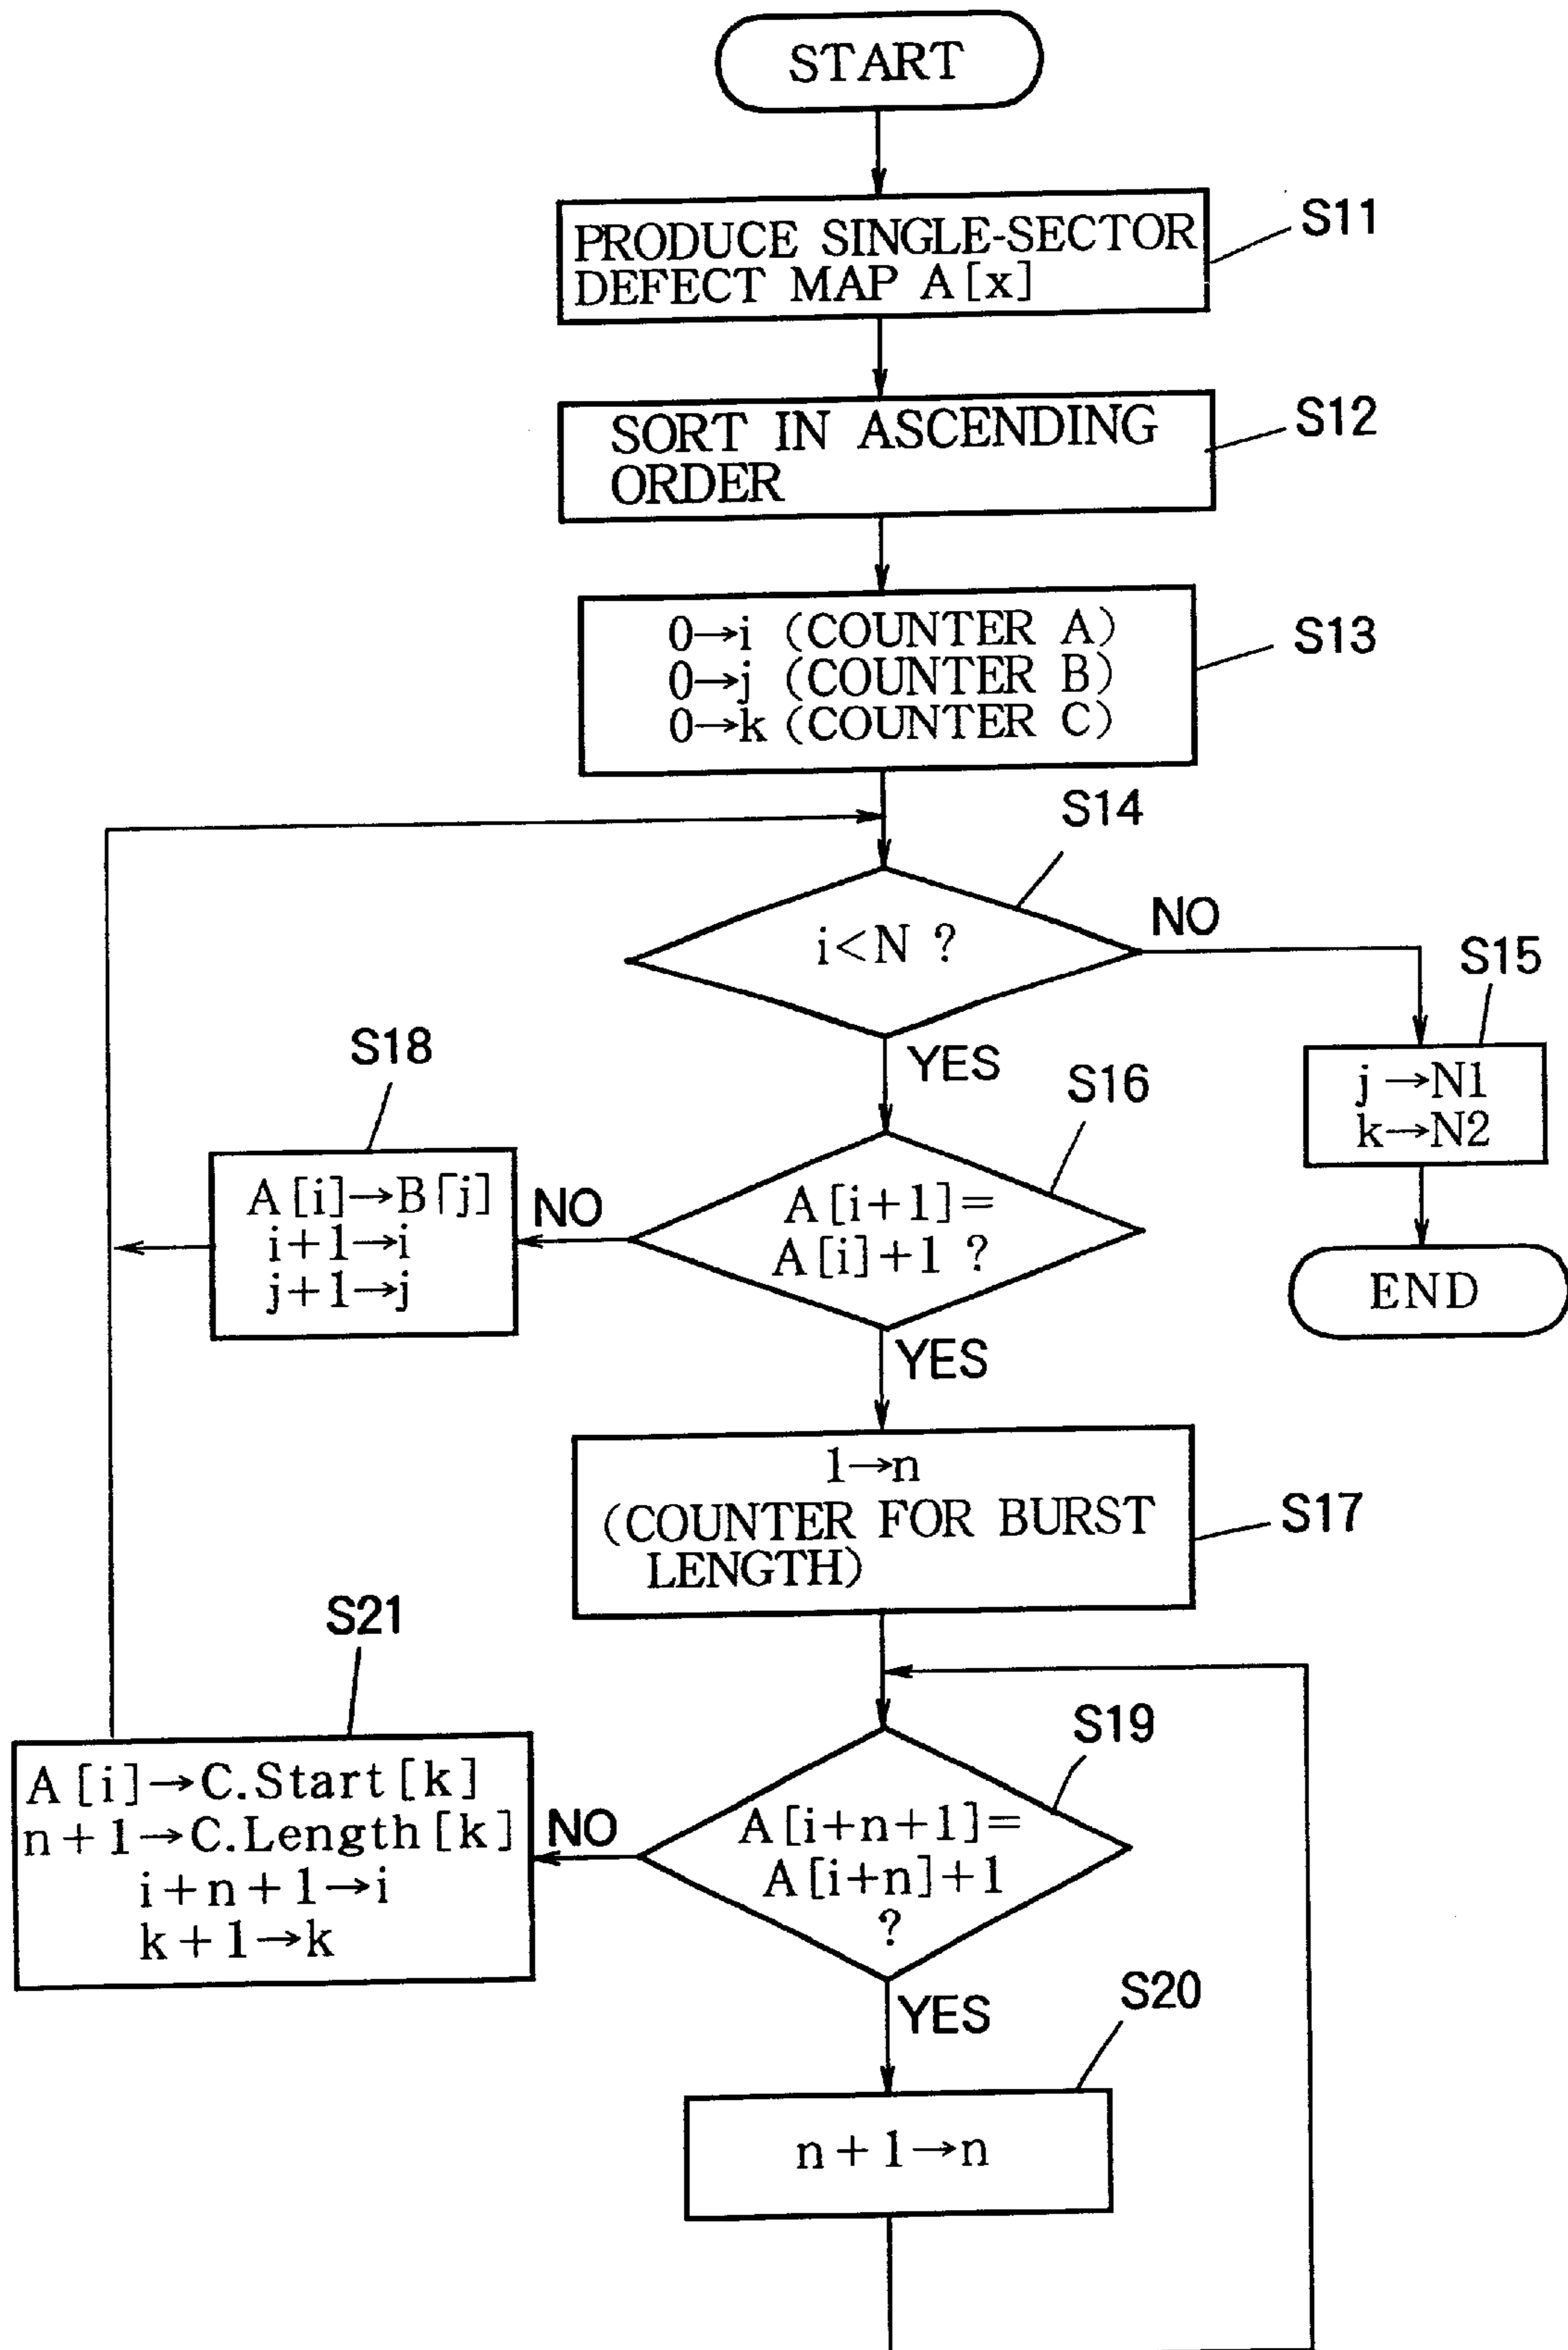 START
PRODUCE SINGLE-SECTOR
DEFECT MAP A[x]
S11
SORT IN ASCENDING
ORDER
S12
0→i (COUNTER A)
0→j (COUNTER B)
0→k (COUNTER C)
S13
S14
i<N ?
NO
S15
j→N1
k→N2
END
YES
S16
A[i+1]=
A[i]+1 ?
NO
S18
A[i]→B⌈j]
i+1→i
j+1→j
YES
1→n
(COUNTER FOR BURST
LENGTH)
S17
S19
A[i+n+1]=
A[i+n]+1
?
NO
S21
A[i]→C.Start[k]
n+1→C.Length[k]
i+n+1→i
k+1→k
YES
S20
n+1→n